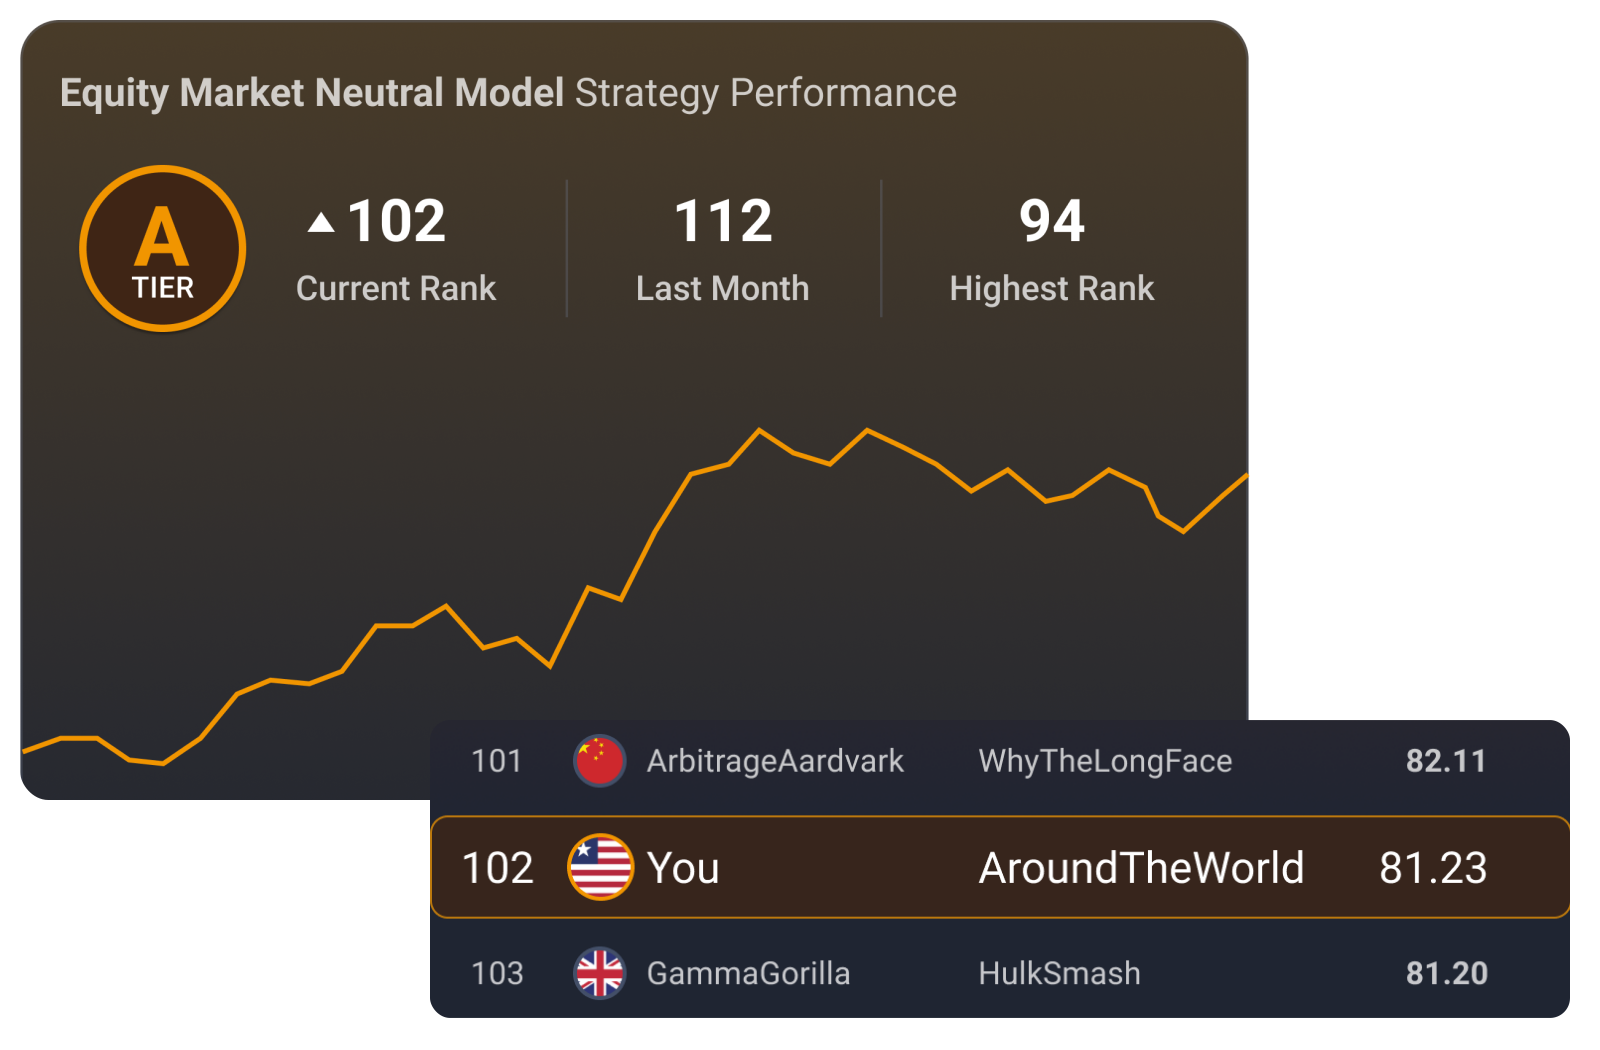 Equity Market Neutral Model Strategy Performance
A
TIER
102
Current Rank
112
Last Month
94
Highest Rank
101 ArbitrageAardvark WhyTheLongFace 82.11
102 You AroundTheWorld 81.23
103 GammaGorilla HulkSmash 81.20